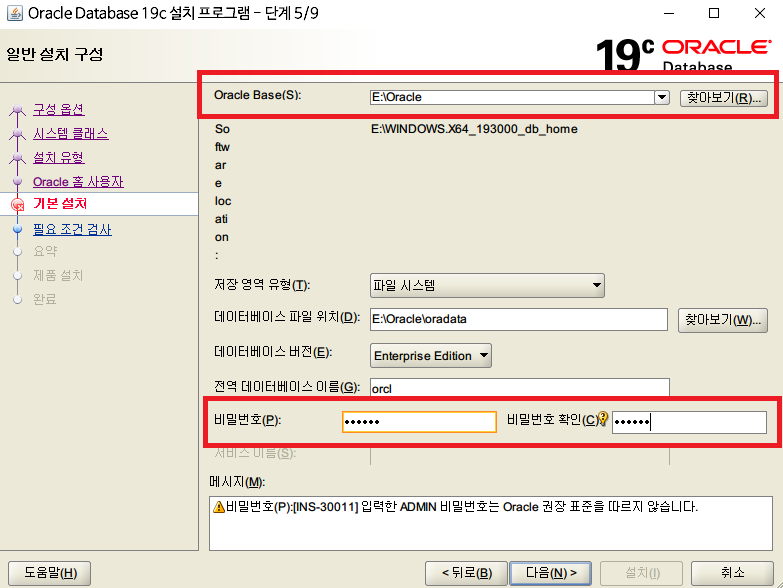 Oracle Database 19c 설치 프로그램 - 단계 5/9
일반 설치 구성
19c ORACLE
Database
구성 옵션
시스템 클래스
설치 유형
Oracle 홈 사용자
기본 설치
필요 조건 검사
요약
제품 설치
완료
Oracle Base(S): E:\Oracle 찾아보기(R)...
So E:\WINDOWS.X64_193000_db_home
ftw
ar
e
loc
ati
on
:
저장 영역 유형(T): 파일 시스템
데이터베이스 파일 위치(D): E:\Oracle\oradata 찾아보기(W)...
데이터베이스 버전(E): Enterprise Edition
전역 데이터베이스 이름(G): orcl
비밀번호(P): •••••• 비밀번호 확인(C) ••••••
서비스 이름(S):
메시지(M):
비밀번호(P):[INS-30011] 입력한 ADMIN 비밀번호는 Oracle 권장 표준을 따르지 않습니다.
도움말(H) < 뒤로(B) 다음(N) > 설치(I) 취소